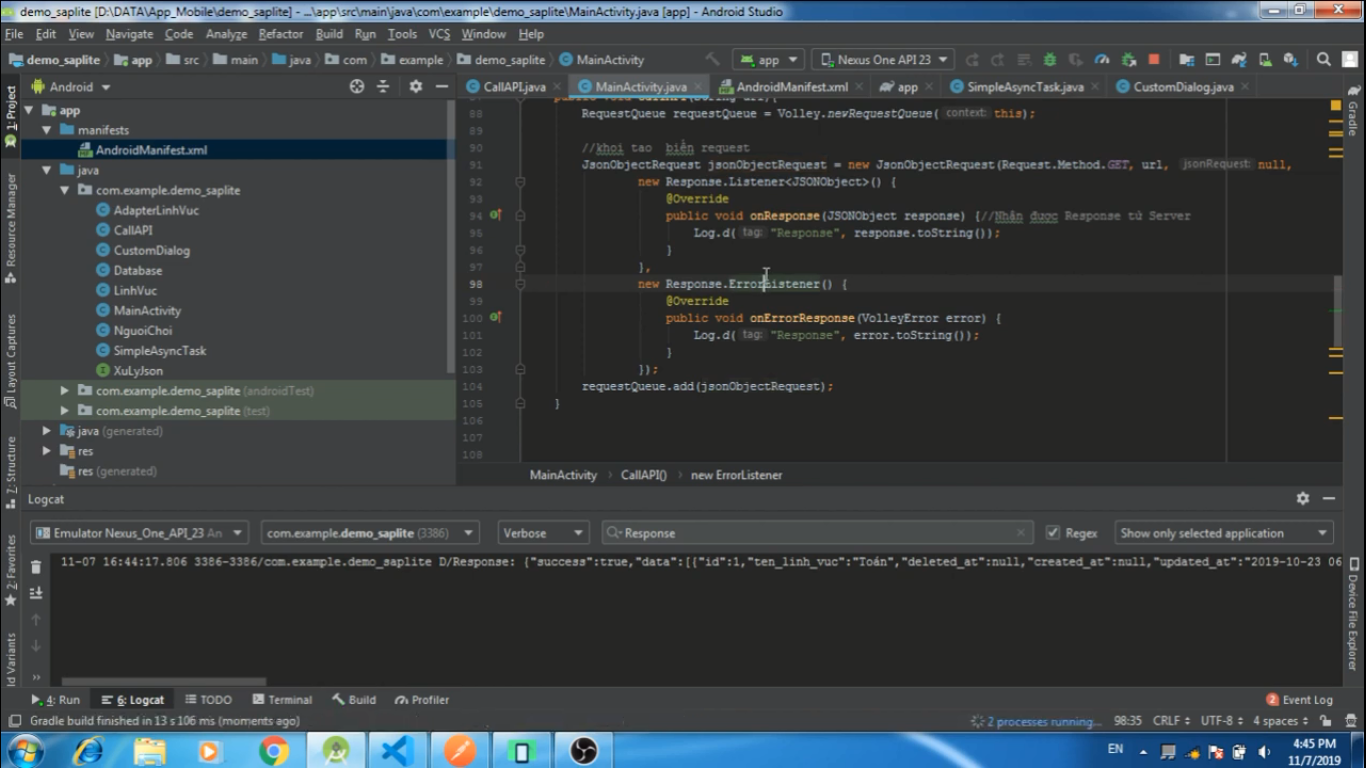 demo_saplite [D:\DATA\App_Mobile\demo_saplite] - ...\app\src\main\java\com\example\demo_saplite\MainActivity.java [app] - Android Studio
File Edit View Navigate Code Analyze Refactor Build Run Tools VCS Window Help
demo_saplite app src main java com example demo_saplite MainActivity app Nexus One API 23
Android CallAPI.java MainActivity.java AndroidManifest.xml app SimpleAsyncTask.java CustomDialog.java
1: Project
Resource Manager
Layout Captures
Z: Structure
2: Favorites
ld Variants
Gradle
Device File Explorer
app
manifests
AndroidManifest.xml
java
com.example.demo_saplite
AdapterLinhVuc
CallAPI
CustomDialog
Database
LinhVuc
MainActivity
NguoiChoi
SimpleAsyncTask
XuLyJson
com.example.demo_saplite (androidTest)
com.example.demo_saplite (test)
java (generated)
res
res (generated)
88 RequestQueue requestQueue = Volley.newRequestQueue( context: this);
89
90 //khoi tao biến request
91 JsonObjectRequest jsonObjectRequest = new JsonObjectRequest(Request.Method.GET, url, jsonRequest: null,
92 new Response.Listener<JSONObject>() {
93 @Override
94 public void onResponse(JSONObject response) {//Nhận được Response từ Server
95 Log.d( tag: "Response", response.toString());
96 }
97 },
98 new Response.ErrorListener() {
99 @Override
100 public void onErrorResponse(VolleyError error) {
101 Log.d( tag: "Response", error.toString());
102 }
103 });
104 requestQueue.add(jsonObjectRequest);
105 }
106
107
108
MainActivity CallAPI() new ErrorListener
Logcat
Emulator Nexus_One_API_23 An com.example.demo_saplite (3386) Verbose Response Regex Show only selected application
11-07 16:44:17.806 3386-3386/com.example.demo_saplite D/Response: {"success":true,"data":[{"id":1,"ten_linh_vuc":"Toán","deleted_at":null,"created_at":null,"updated_at":"2019-10-23 06
4: Run 6: Logcat TODO Terminal Build Profiler 2 Event Log
Gradle build finished in 13 s 106 ms (moments ago) 2 processes running... 98:35 CRLF UTF-8 4 spaces
EN 4:45 PM
11/7/2019